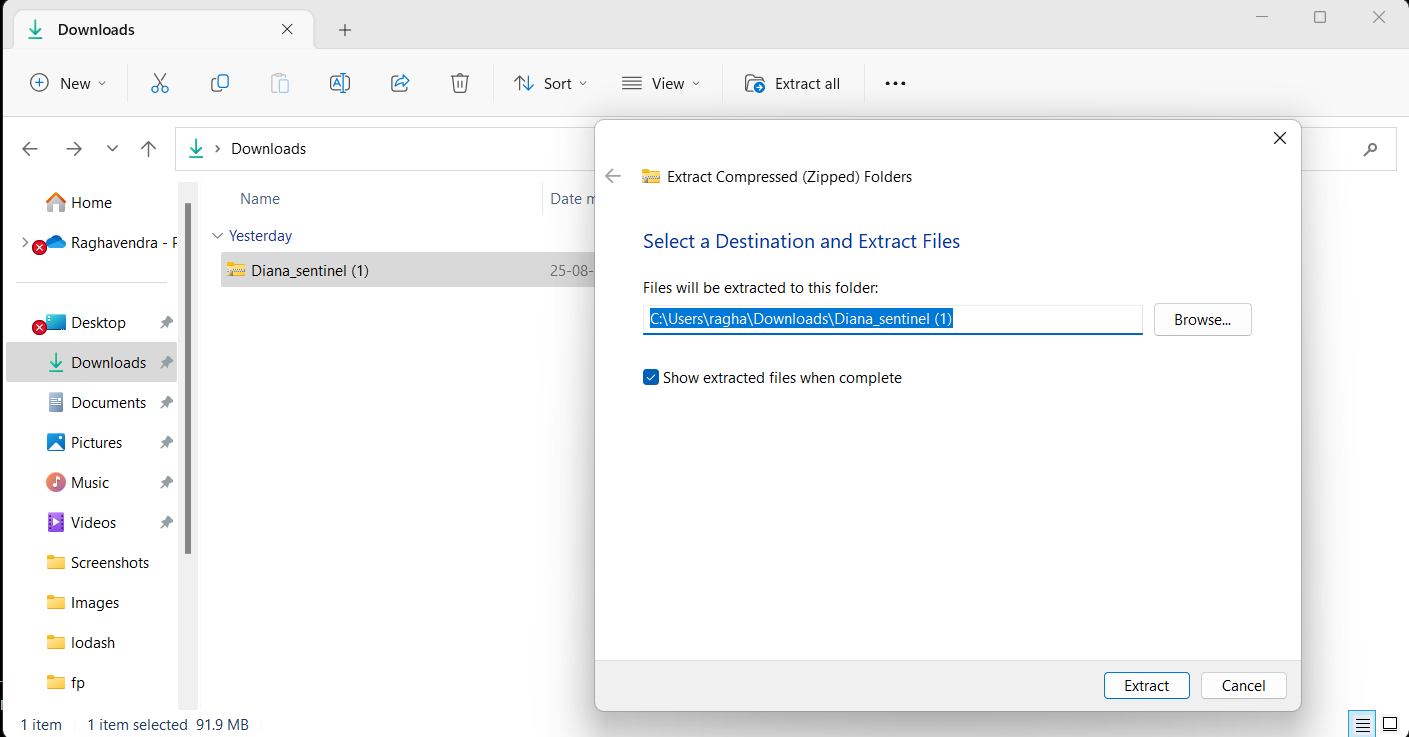 Downloads
New
Sort
View
Extract all
Downloads
Home
Raghavendra - P
Desktop
Downloads
Documents
Pictures
Music
Videos
Screenshots
Images
lodash
fp
Name
Date m
Yesterday
Diana_sentinel (1)
25-08-
Extract Compressed (Zipped) Folders
Select a Destination and Extract Files
Files will be extracted to this folder:
C:\Users\ragha\Downloads\Diana_sentinel (1)
Browse...
Show extracted files when complete
Extract
Cancel
1 item
1 item selected 91.9 MB